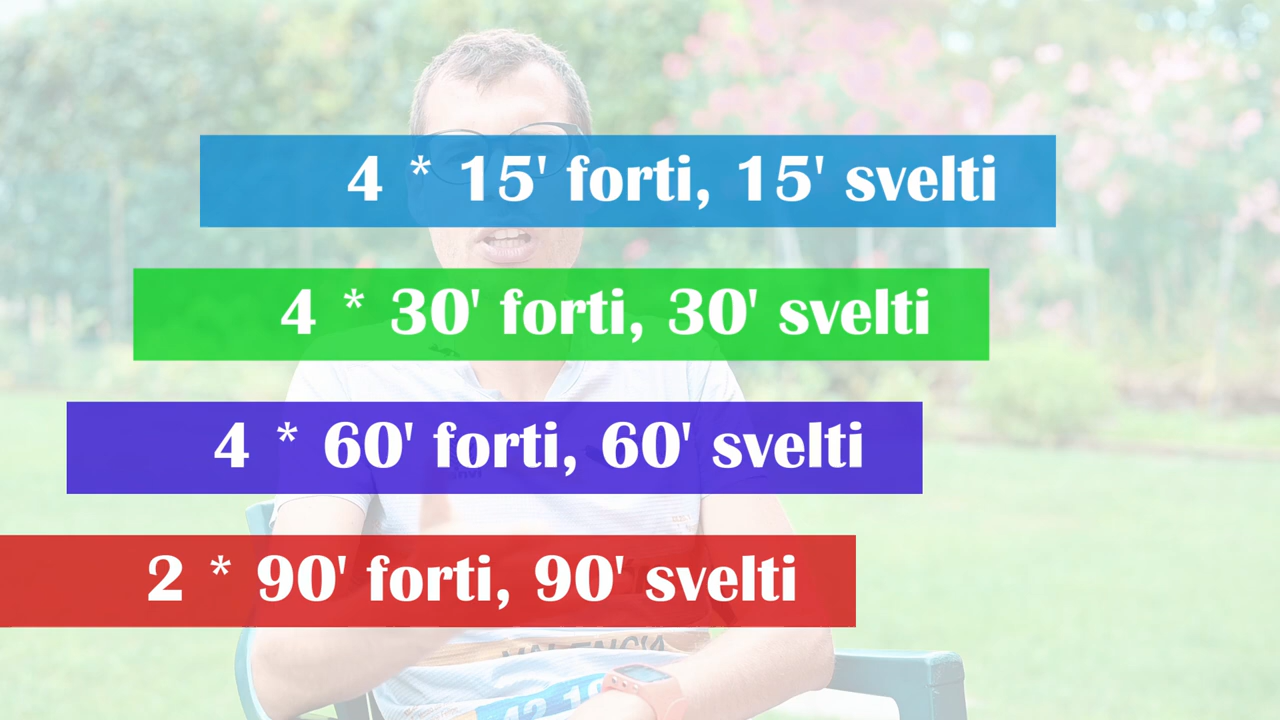 4 * 15' forti, 15' svelti
4 * 30' forti, 30' svelti
4 * 60' forti, 60' svelti
2 * 90' forti, 90' svelti
VALENCIA